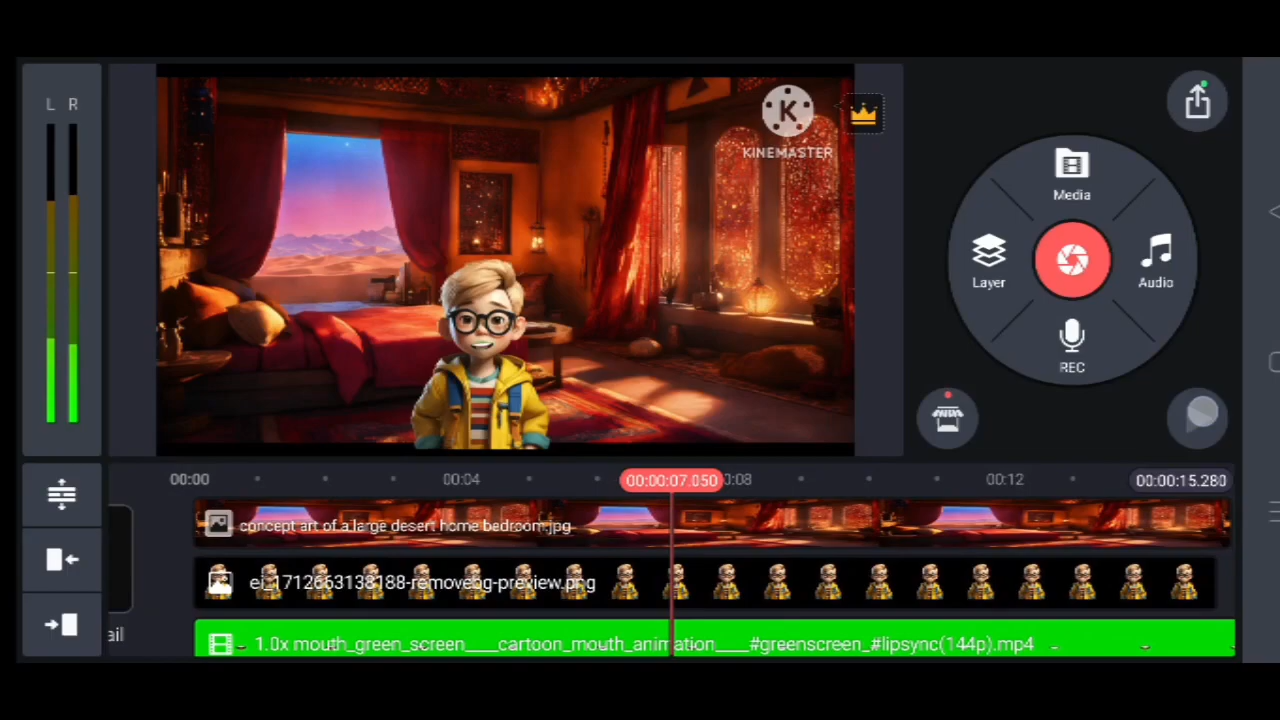 L R
KINEMASTER
Media
Layer
Audio
REC
00:00
00:04
00:00:07.050
0:08
00:12
00:00:15.280
concept art of a large desert home bedroom.jpg
ei_1712663138188-removebg-preview.png
ail
1.0x mouth_green_screen____cartoon_mouth_animation____#greenscreen_#lipsync(144p).mp4